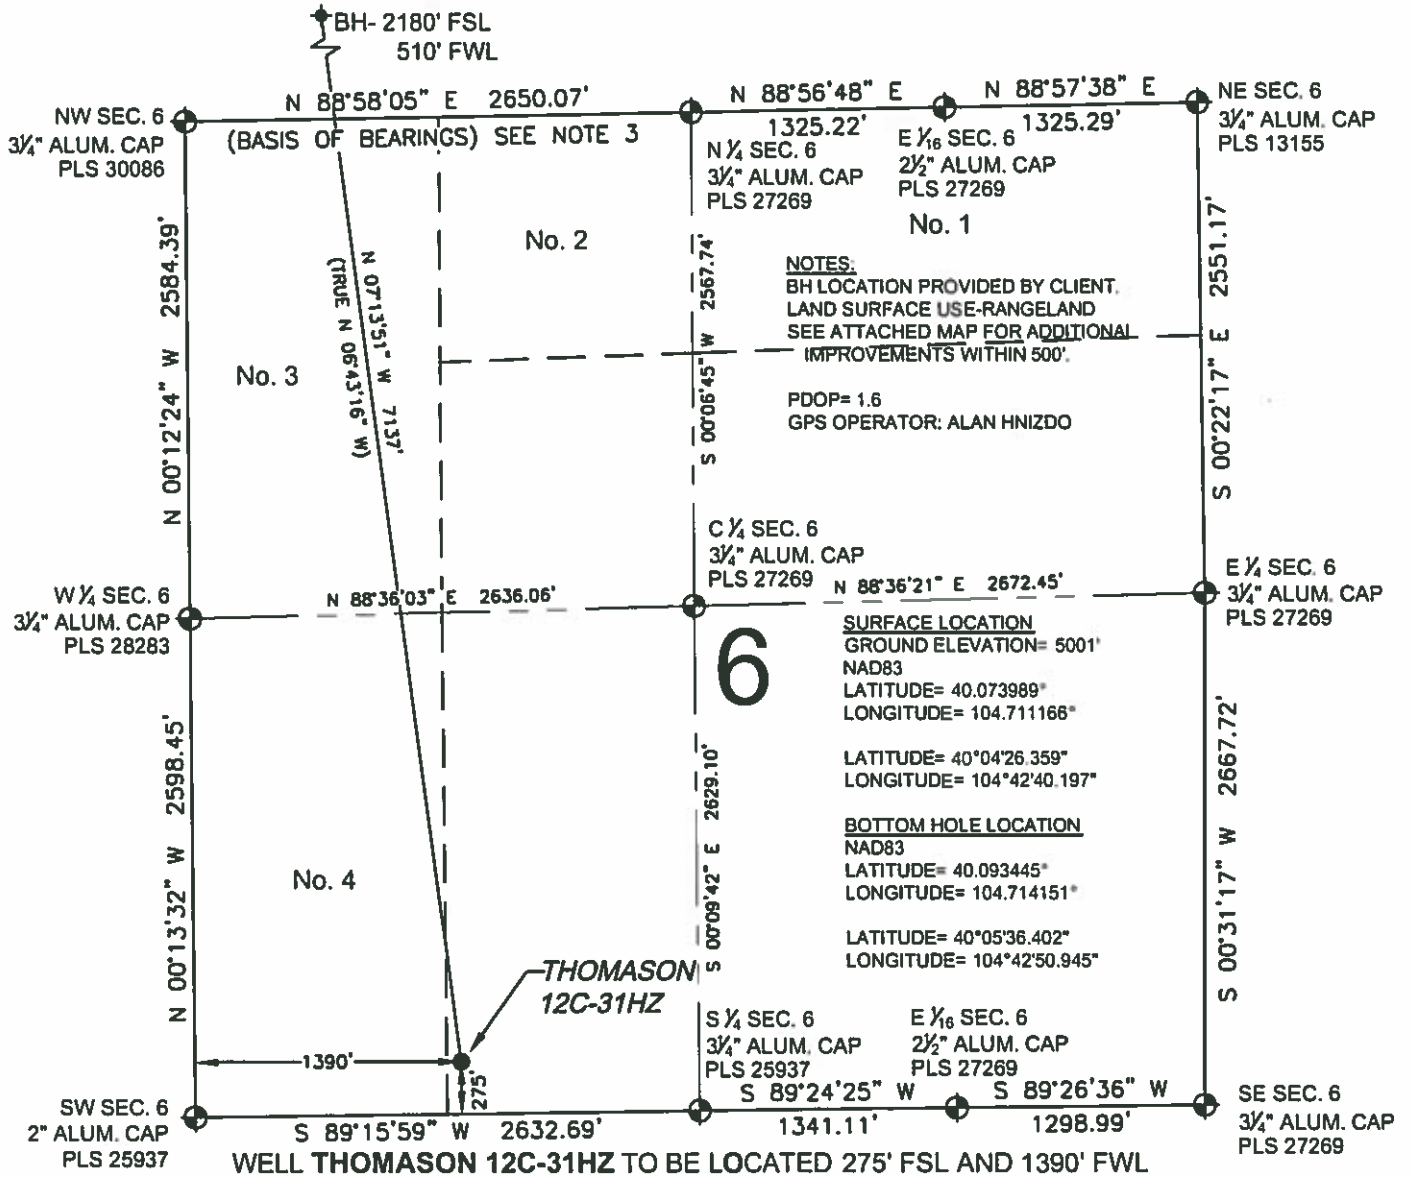 BH- 2180' FSL
510' FWL
N 88°58'05" E 2650.07'
(BASIS OF BEARINGS) SEE NOTE 3
N 88°56'48" E
1325.22'
N 88°57'38" E
1325.29'
NW SEC. 6
3¼" ALUM. CAP
PLS 30086
N ¼ SEC. 6
3¼" ALUM. CAP
PLS 27269
E 1⁄16 SEC. 6
2½" ALUM. CAP
PLS 27269
NE SEC. 6
3¼" ALUM. CAP
PLS 13155
No. 1
No. 2
No. 3
N 00°12'24" W 2584.39'
N 07°13'51" W 7137'
(TRUE N 06°43'16" W)
S 00°06'45" W 2567.74'
S 00°22'17" E 2551.17'
NOTES:
BH LOCATION PROVIDED BY CLIENT.
LAND SURFACE USE-RANGELAND
SEE ATTACHED MAP FOR ADDITIONAL
IMPROVEMENTS WITHIN 500'.
PDOP= 1.6
GPS OPERATOR: ALAN HNIZDO
W ¼ SEC. 6
3¼" ALUM. CAP
PLS 28283
N 88°36'03" E 2636.06'
C ¼ SEC. 6
3¼" ALUM. CAP
PLS 27269
N 88°36'21" E 2672.45'
E ¼ SEC. 6
3¼" ALUM. CAP
PLS 27269
6
SURFACE LOCATION
GROUND ELEVATION= 5001'
NAD83
LATITUDE= 40.073989°
LONGITUDE= 104.711166°
LATITUDE= 40°04'26.359"
LONGITUDE= 104°42'40.197"
BOTTOM HOLE LOCATION
NAD83
LATITUDE= 40.093445°
LONGITUDE= 104.714151°
LATITUDE= 40°05'36.402"
LONGITUDE= 104°42'50.945"
N 00°13'32" W 2598.45'
No. 4
S 00°09'42" E 2629.10'
S 00°31'17" W 2667.72'
THOMASON
12C-31HZ
1390'
275'
SW SEC. 6
2" ALUM. CAP
PLS 25937
S ¼ SEC. 6
3¼" ALUM. CAP
PLS 25937
E 1⁄16 SEC. 6
2½" ALUM. CAP
PLS 27269
SE SEC. 6
3¼" ALUM. CAP
PLS 27269
S 89°15'59" W 2632.69'
S 89°24'25" W
1341.11'
S 89°26'36" W
1298.99'
WELL THOMASON 12C-31HZ TO BE LOCATED 275' FSL AND 1390' FWL